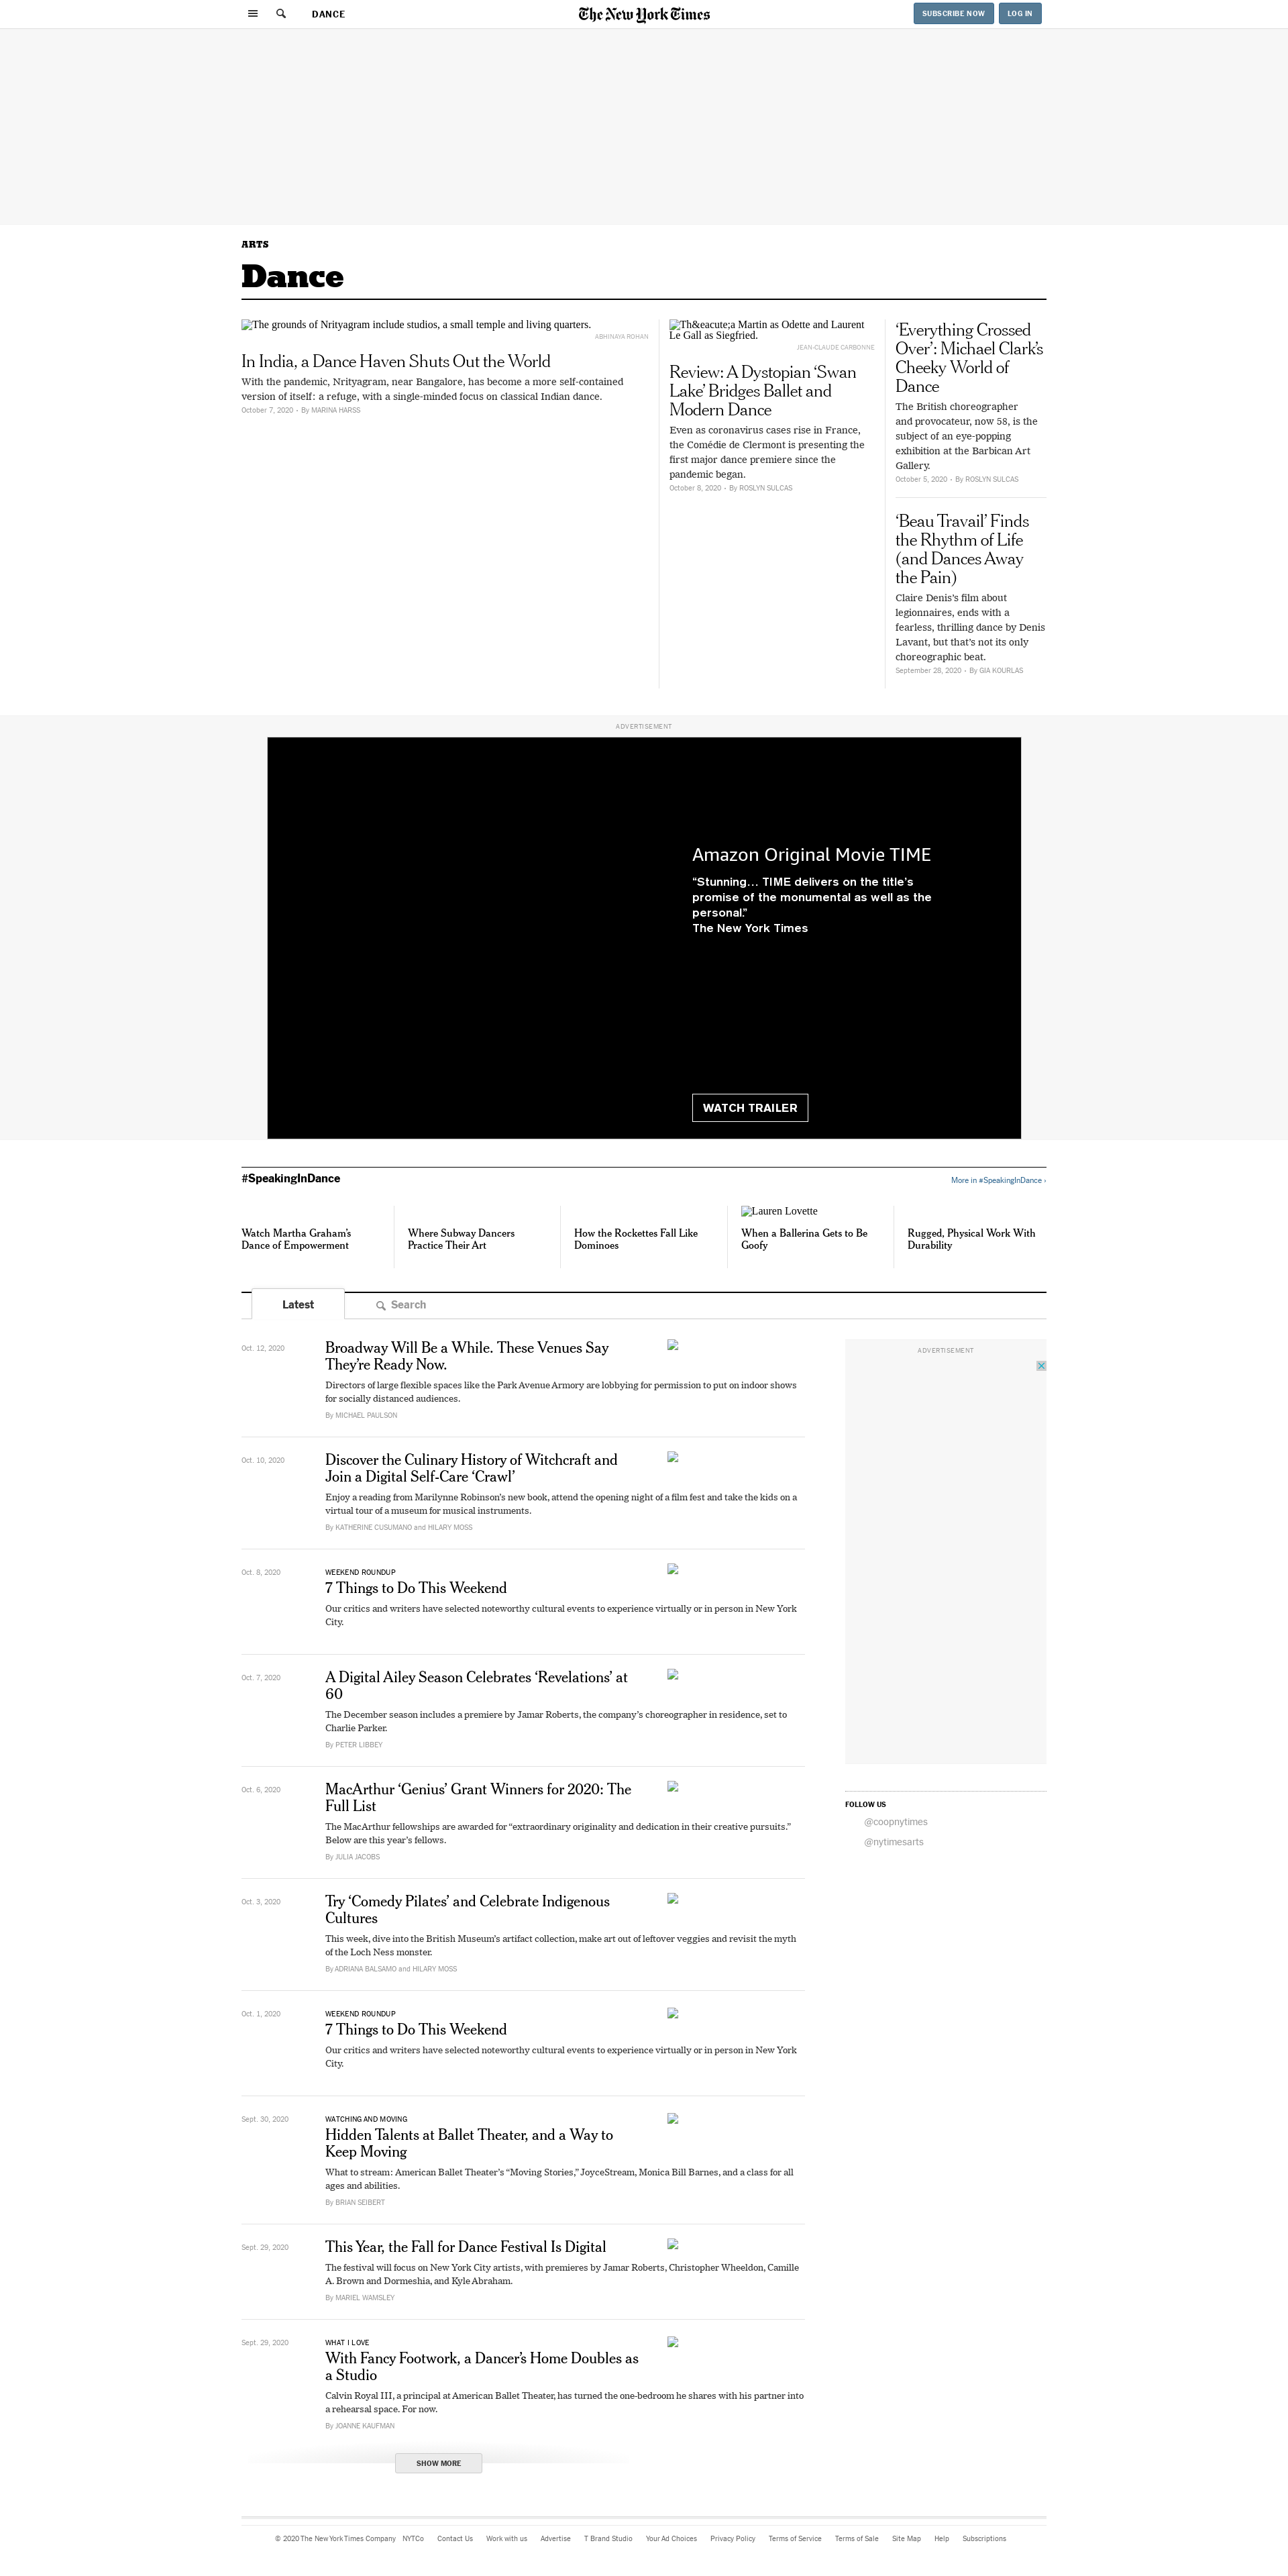 DANCE
The New York Times
SUBSCRIBE NOW
LOG IN
ARTS
Dance
The grounds of Nrityagram include studios, a small temple and living quarters.
ABHINAYA ROHAN
In India, a Dance Haven Shuts Out the World
With the pandemic, Nrityagram, near Bangalore, has become a more self-contained
version of itself: a refuge, with a single-minded focus on classical Indian dance.
October 7, 2020 • By MARINA HARSS
Th&eacute;a Martin as Odette and Laurent
Le Gall as Siegfried.
JEAN-CLAUDE CARBONNE
Review: A Dystopian ‘Swan
Lake’ Bridges Ballet and
Modern Dance
Even as coronavirus cases rise in France,
the Comédie de Clermont is presenting the
first major dance premiere since the
pandemic began.
October 8, 2020 • By ROSLYN SULCAS
‘Everything Crossed
Over’: Michael Clark’s
Cheeky World of
Dance
The British choreographer
and provocateur, now 58, is the
subject of an eye-popping
exhibition at the Barbican Art
Gallery.
October 5, 2020 • By ROSLYN SULCAS
‘Beau Travail’ Finds
the Rhythm of Life
(and Dances Away
the Pain)
Claire Denis’s film about
legionnaires, ends with a
fearless, thrilling dance by Denis
Lavant, but that’s not its only
choreographic beat.
September 28, 2020 • By GIA KOURLAS
ADVERTISEMENT
Amazon Original Movie TIME
“Stunning… TIME delivers on the title’s
promise of the monumental as well as the
personal.”
The New York Times
WATCH TRAILER
#SpeakingInDance
More in #SpeakingInDance ›
Watch Martha Graham’s
Dance of Empowerment
Where Subway Dancers
Practice Their Art
How the Rockettes Fall Like
Dominoes
Lauren Lovette
When a Ballerina Gets to Be
Goofy
Rugged, Physical Work With
Durability
Latest
Search
Oct. 12, 2020
Broadway Will Be a While. These Venues Say
They’re Ready Now.
Directors of large flexible spaces like the Park Avenue Armory are lobbying for permission to put on indoor shows
for socially distanced audiences.
By MICHAEL PAULSON
Oct. 10, 2020
Discover the Culinary History of Witchcraft and
Join a Digital Self-Care ‘Crawl’
Enjoy a reading from Marilynne Robinson’s new book, attend the opening night of a film fest and take the kids on a
virtual tour of a museum for musical instruments.
By KATHERINE CUSUMANO and HILARY MOSS
Oct. 8, 2020
WEEKEND ROUNDUP
7 Things to Do This Weekend
Our critics and writers have selected noteworthy cultural events to experience virtually or in person in New York
City.
Oct. 7, 2020
A Digital Ailey Season Celebrates ‘Revelations’ at
60
The December season includes a premiere by Jamar Roberts, the company’s choreographer in residence, set to
Charlie Parker.
By PETER LIBBEY
Oct. 6, 2020
MacArthur ‘Genius’ Grant Winners for 2020: The
Full List
The MacArthur fellowships are awarded for “extraordinary originality and dedication in their creative pursuits.”
Below are this year’s fellows.
By JULIA JACOBS
Oct. 3, 2020
Try ‘Comedy Pilates’ and Celebrate Indigenous
Cultures
This week, dive into the British Museum’s artifact collection, make art out of leftover veggies and revisit the myth
of the Loch Ness monster.
By ADRIANA BALSAMO and HILARY MOSS
Oct. 1, 2020
WEEKEND ROUNDUP
7 Things to Do This Weekend
Our critics and writers have selected noteworthy cultural events to experience virtually or in person in New York
City.
Sept. 30, 2020
WATCHING AND MOVING
Hidden Talents at Ballet Theater, and a Way to
Keep Moving
What to stream: American Ballet Theater’s “Moving Stories,” JoyceStream, Monica Bill Barnes, and a class for all
ages and abilities.
By BRIAN SEIBERT
Sept. 29, 2020
This Year, the Fall for Dance Festival Is Digital
The festival will focus on New York City artists, with premieres by Jamar Roberts, Christopher Wheeldon, Camille
A. Brown and Dormeshia, and Kyle Abraham.
By MARIEL WAMSLEY
Sept. 29, 2020
WHAT I LOVE
With Fancy Footwork, a Dancer’s Home Doubles as
a Studio
Calvin Royal III, a principal at American Ballet Theater, has turned the one-bedroom he shares with his partner into
a rehearsal space. For now.
By JOANNE KAUFMAN
SHOW MORE
ADVERTISEMENT
FOLLOW US
@coopnytimes
@nytimesarts
© 2020 The New York Times Company NYTCo Contact Us Work with us Advertise T Brand Studio Your Ad Choices Privacy Policy Terms of Service Terms of Sale Site Map Help Subscriptions